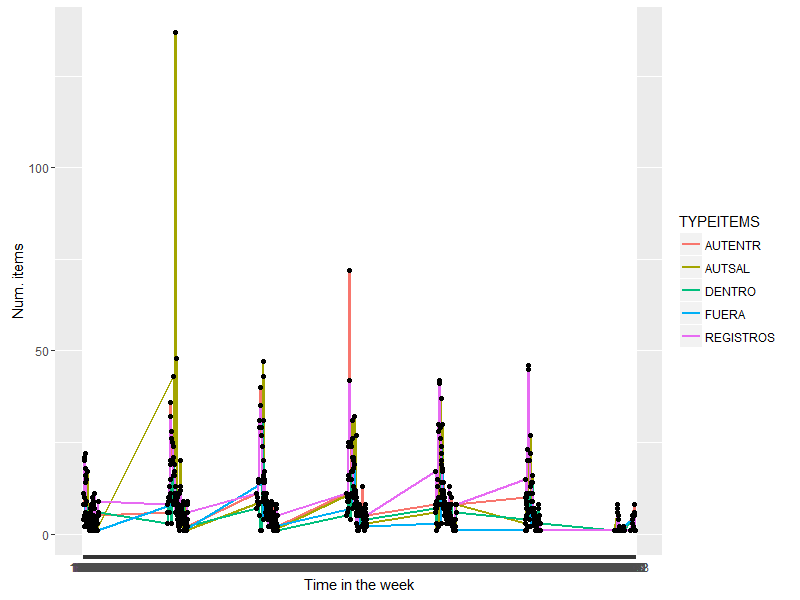 100
50
0
Num. items
Time in the week
TYPEITEMS
AUTENTR
AUTSAL
DENTRO
FUERA
REGISTROS